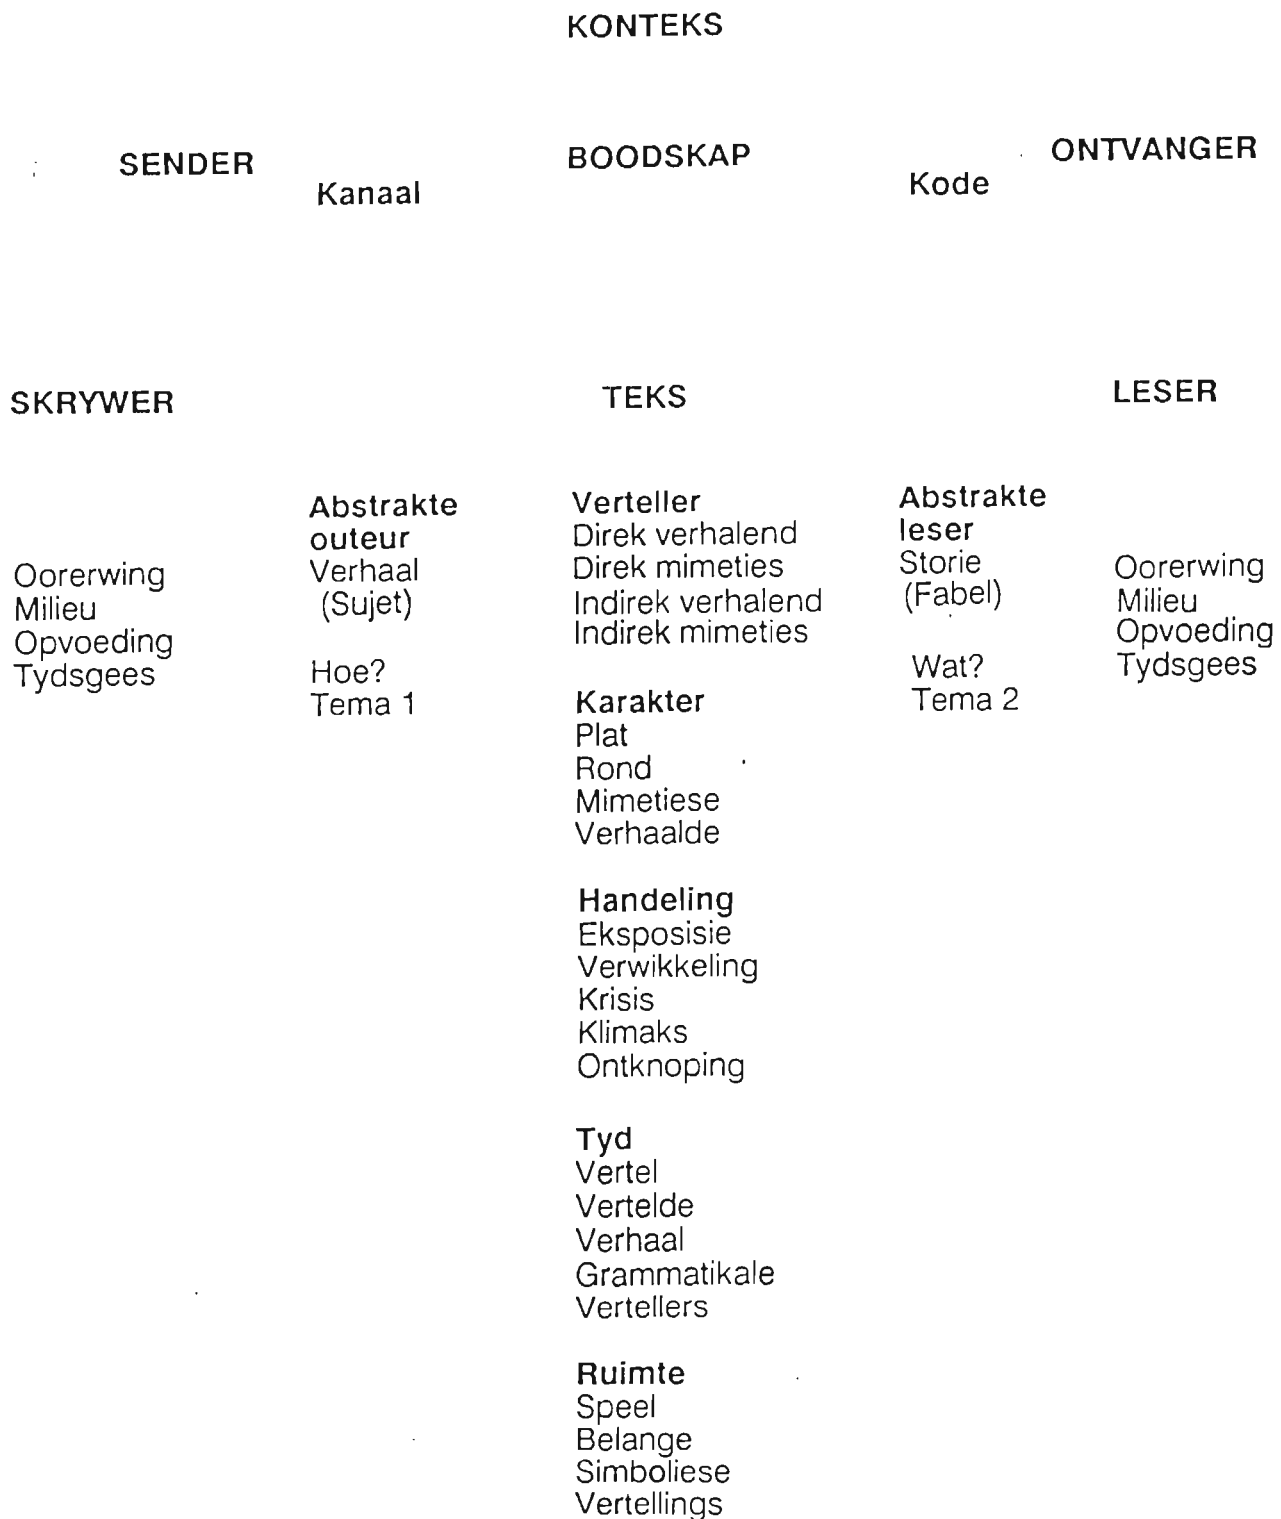 KONTEKS
SENDER
Kanaal
BOODSKAP
Kode
ONTVANGER
SKRYWER
TEKS
LESER
Oorerwing
Milieu
Opvoeding
Tydsgees
Abstrakte
outeur
Verhaal
(Sujet)
Hoe?
Tema 1
Verteller
Direk verhalend
Direk mimeties
Indirek verhalend
Indirek mimeties
Karakter
Plat
Rond
Mimetiese
Verhaalde
Handeling
Eksposisie
Verwikkeling
Krisis
Klimaks
Ontknoping
Tyd
Vertel
Vertelde
Verhaal
Grammatikale
Vertellers
Ruimte
Speel
Belange
Simboliese
Vertellings
Abstrakte
leser
Storie
(Fabel)
Wat?
Tema 2
Oorerwing
Milieu
Opvoeding
Tydsgees